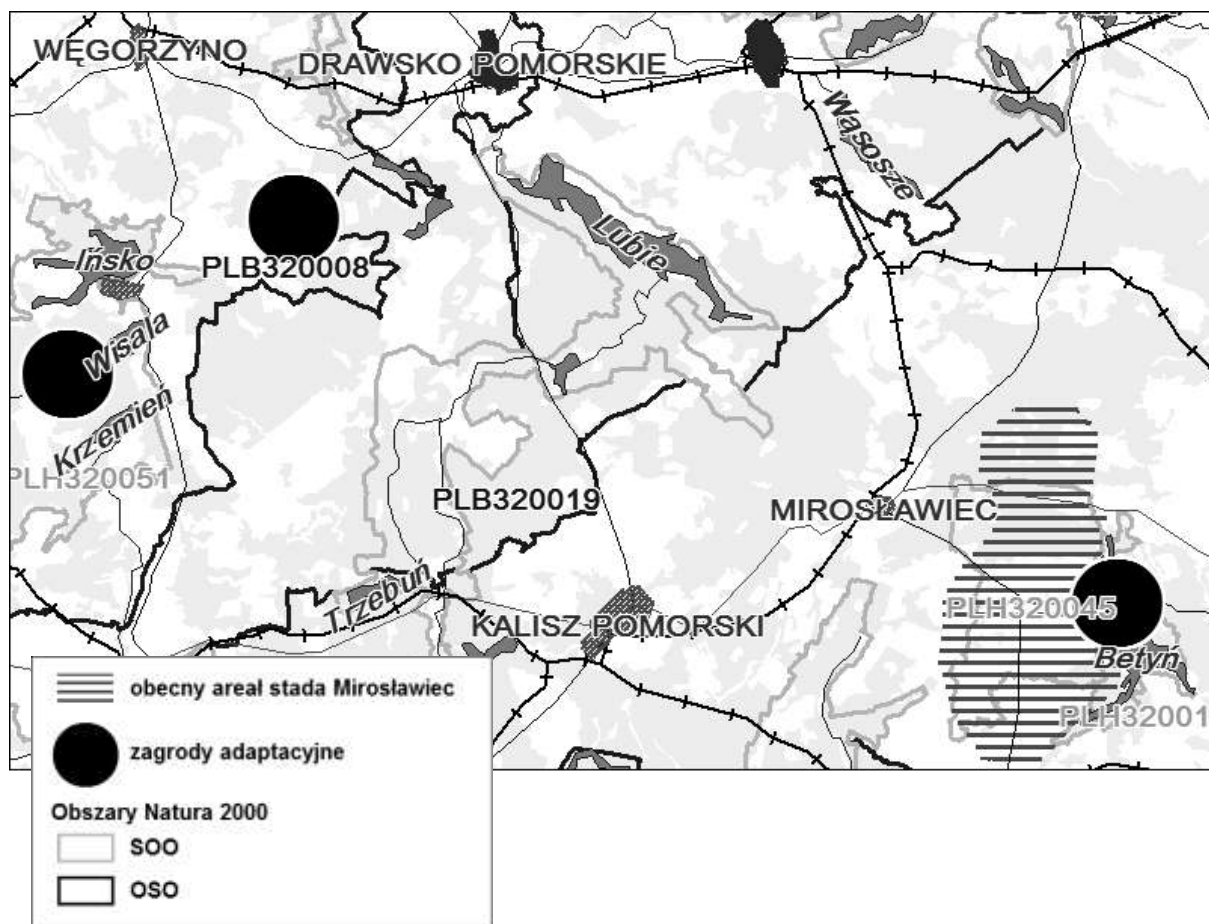 WĘGORZYNO
DRAWSKO POMORSKIE
Wąsosze
Lubie
Ińsko
PLB320008
Wisala
Krzemień
PLH320051
PLB320019
MIROSŁAWIEC
Trzebuń
KALISZ POMORSKI
PLH320045
Betyń
PLH32001
obecny areał stada Mirosławiec
zagrody adaptacyjne
Obszary Natura 2000
SOO
OSO